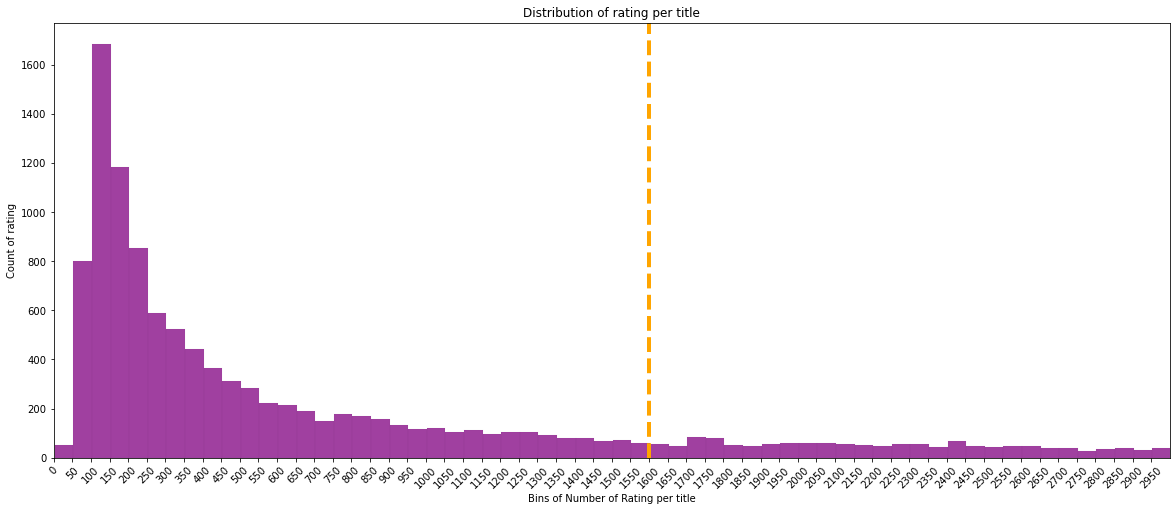 Distribution of rating per title
Count of rating
1600
1400
1200
1000
800
600
400
200
0
0 50 100 150 200 250 300 350 400 450 500 550 600 650 700 750 800 850 900 950 1000 1050 1100 1150 1200 1250 1300 1350 1400 1450 1500 1550 1600 1650 1700 1750 1800 1850 1900 1950 2000 2050 2100 2150 2200 2250 2300 2350 2400 2450 2500 2550 2600 2650 2700 2750 2800 2850 2900 2950
Bins of Number of Rating per title